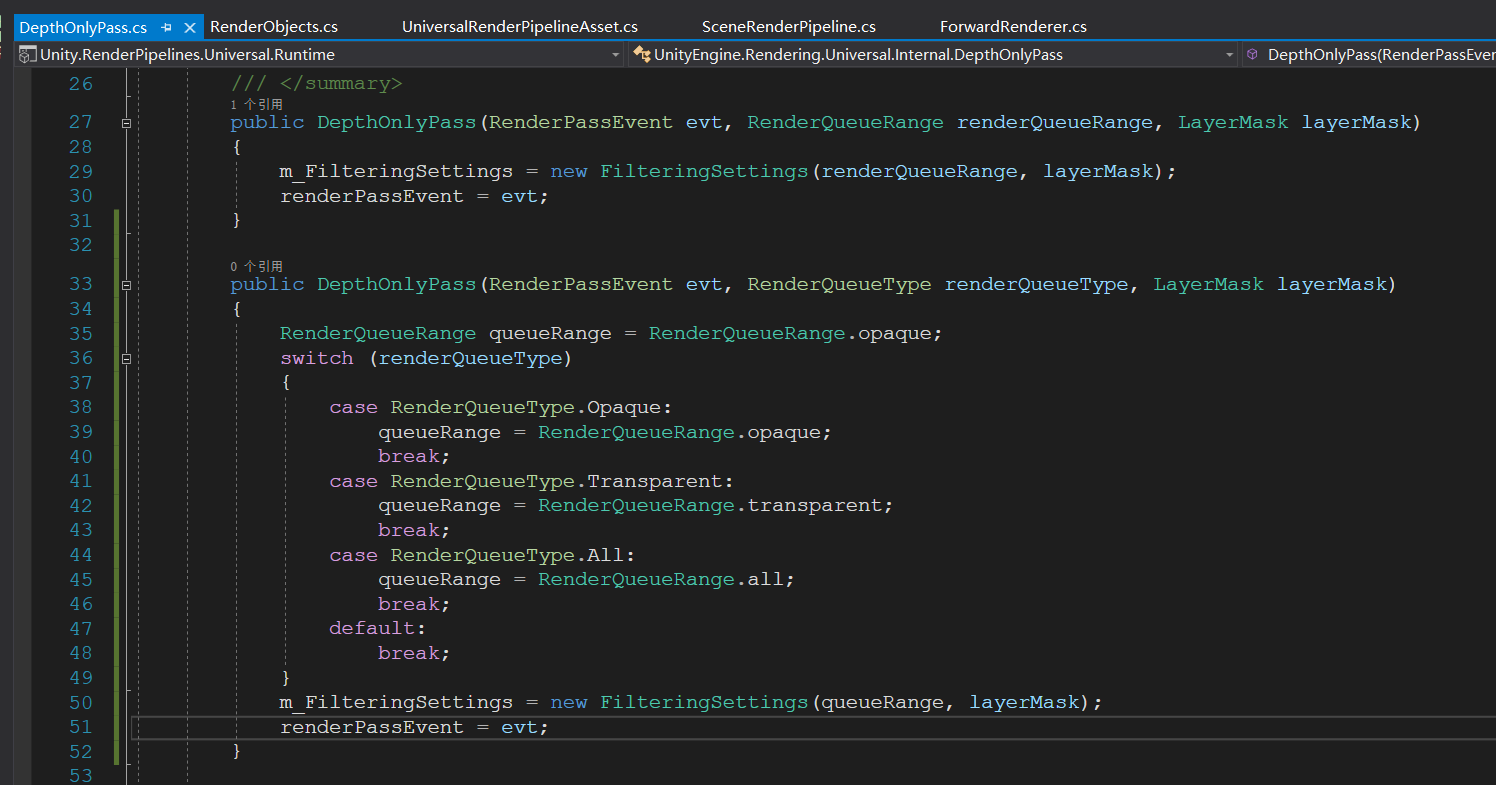 DepthOnlyPass.cs RenderObjects.cs UniversalRenderPipelineAsset.cs SceneRenderPipeline.cs ForwardRenderer.cs
Unity.RenderPipelines.Universal.Runtime UnityEngine.Rendering.Universal.Internal.DepthOnlyPass DepthOnlyPass(RenderPassEver
26 /// </summary>
1 个引用
27 public DepthOnlyPass(RenderPassEvent evt, RenderQueueRange renderQueueRange, LayerMask layerMask)
28 {
29 m_FilteringSettings = new FilteringSettings(renderQueueRange, layerMask);
30 renderPassEvent = evt;
31 }
32
0 个引用
33 public DepthOnlyPass(RenderPassEvent evt, RenderQueueType renderQueueType, LayerMask layerMask)
34 {
35 RenderQueueRange queueRange = RenderQueueRange.opaque;
36 switch (renderQueueType)
37 {
38 case RenderQueueType.Opaque:
39 queueRange = RenderQueueRange.opaque;
40 break;
41 case RenderQueueType.Transparent:
42 queueRange = RenderQueueRange.transparent;
43 break;
44 case RenderQueueType.All:
45 queueRange = RenderQueueRange.all;
46 break;
47 default:
48 break;
49 }
50 m_FilteringSettings = new FilteringSettings(queueRange, layerMask);
51 renderPassEvent = evt;
52 }
53